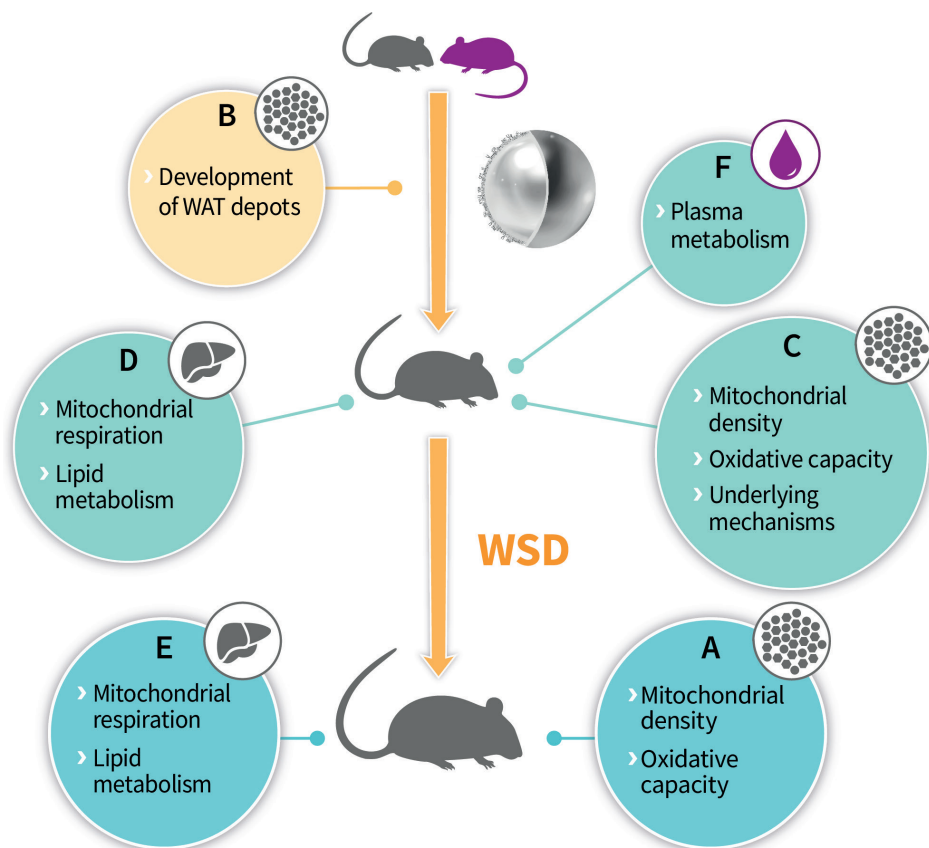 B
› Development
of WAT depots
F
› Plasma
metabolism
D
› Mitochondrial
respiration
› Lipid
metabolism
C
› Mitochondrial
density
› Oxidative capacity
› Underlying
mechanisms
WSD
E
› Mitochondrial
respiration
› Lipid
metabolism
A
› Mitochondrial
density
› Oxidative
capacity